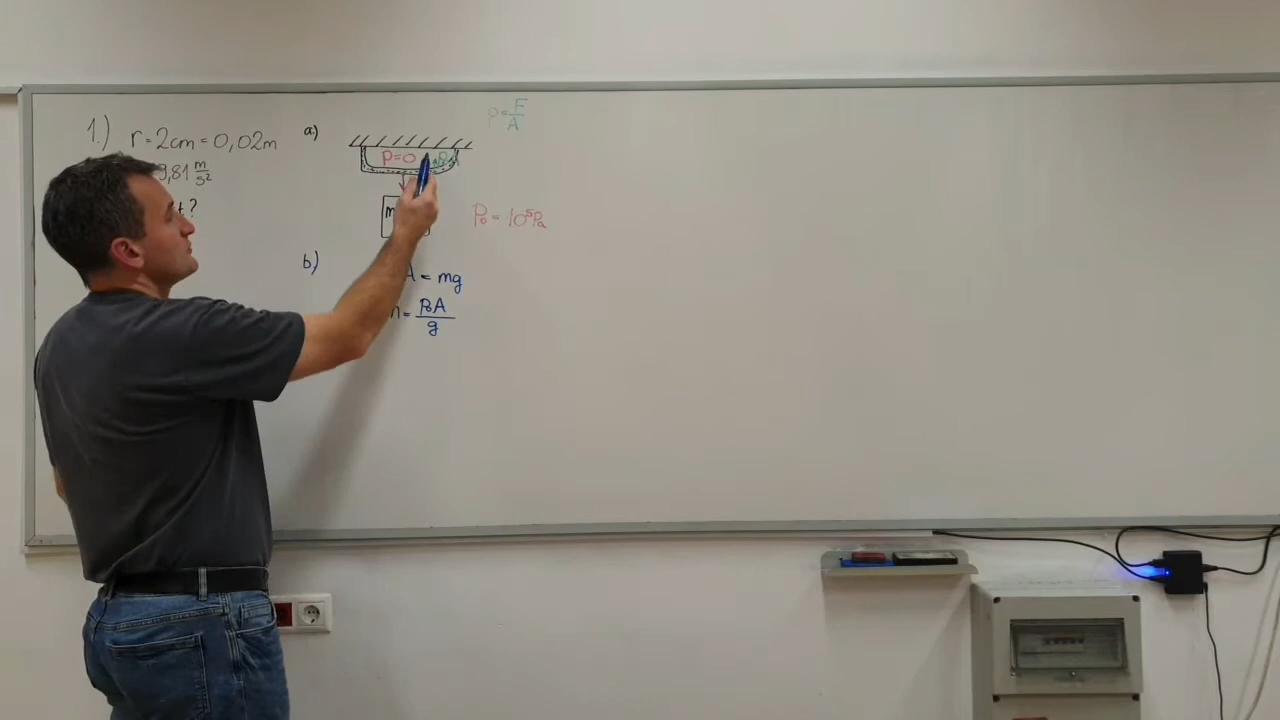 1.)
r = 2cm = 0,02m
9,81 m/s²
t?
a)
p = F/A
p=0
m
P₀ = 10⁵Pa
b)
A = mg
= P₀A/g